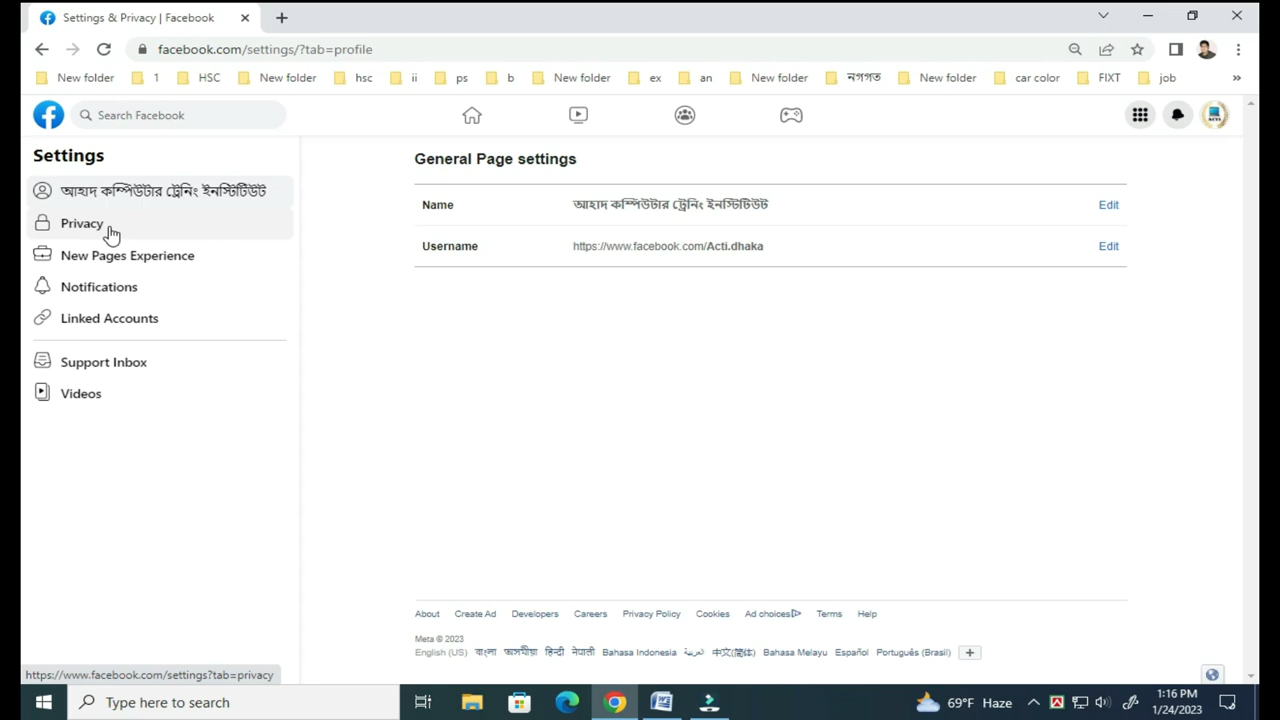 Settings & Privacy | Facebook
facebook.com/settings/?tab=profile
New folder 1 HSC New folder hsc ii ps b New folder ex an New folder নগগত New folder car color FIXT job »
Search Facebook
Settings
আহাদ কম্পিউটার ট্রেনিং ইনস্টিটিউট
Privacy
New Pages Experience
Notifications
Linked Accounts
Support Inbox
Videos
General Page settings
Name আহাদ কম্পিউটার ট্রেনিং ইনস্টিটিউট Edit
Username https://www.facebook.com/Acti.dhaka Edit
About Create Ad Developers Careers Privacy Policy Cookies Ad choices Terms Help
Meta © 2023
English (US) বাংলা অসমীয়া हिन्दी नेपाली Bahasa Indonesia العربية 中文(简体) Bahasa Melayu Español Português (Brasil)
https://www.facebook.com/settings?tab=privacy
Type here to search
69°F Haze
1:16 PM
1/24/2023